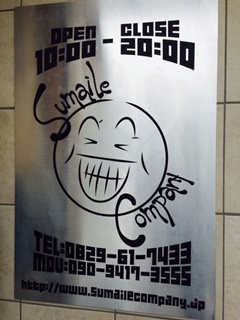 OPEN CLOSE
10:00 - 20:00
Sumaile
Company
TEL:0829-61-7433
MOU:090-9417-3555
http://www.sumailecompany.jp